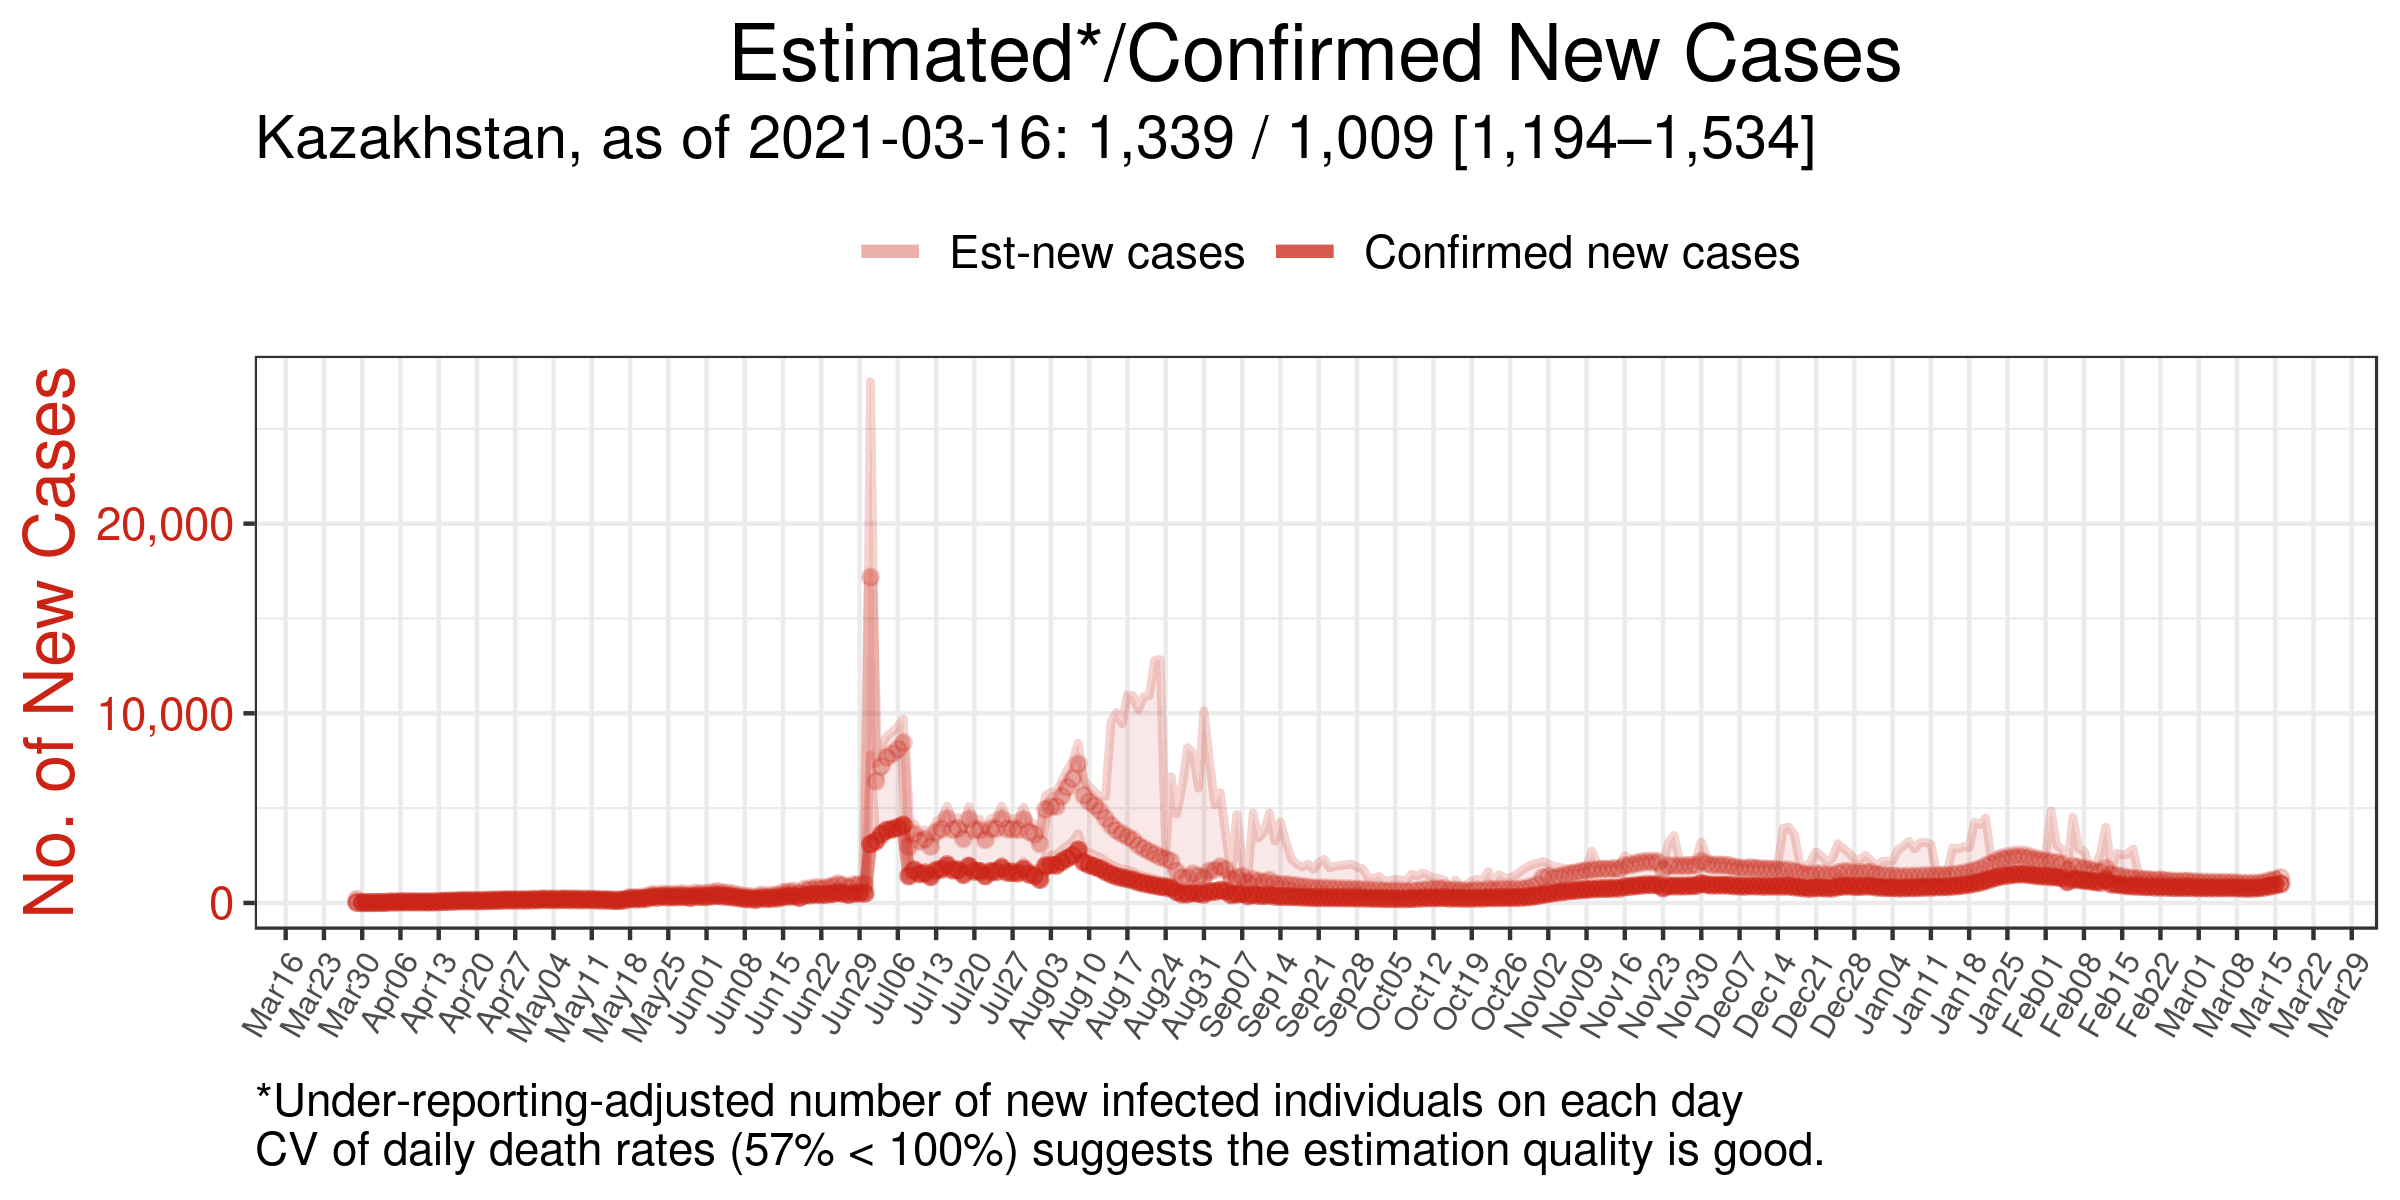 Estimated*/Confirmed New Cases
Kazakhstan, as of 2021-03-16: 1,339 / 1,009 [1,194–1,534]
Est-new cases Confirmed new cases
No. of New Cases
20,000
10,000
0
Mar16 Mar23 Mar30 Apr06 Apr13 Apr20 Apr27 May04 May11 May18 May25 Jun01 Jun08 Jun15 Jun22 Jun29 Jul06 Jul13 Jul20 Jul27 Aug03 Aug10 Aug17 Aug24 Aug31 Sep07 Sep14 Sep21 Sep28 Oct05 Oct12 Oct19 Oct26 Nov02 Nov09 Nov16 Nov23 Nov30 Dec07 Dec14 Dec21 Dec28 Jan04 Jan11 Jan18 Jan25 Feb01 Feb08 Feb15 Feb22 Mar01 Mar08 Mar15 Mar22 Mar29
*Under-reporting-adjusted number of new infected individuals on each day
CV of daily death rates (57% < 100%) suggests the estimation quality is good.